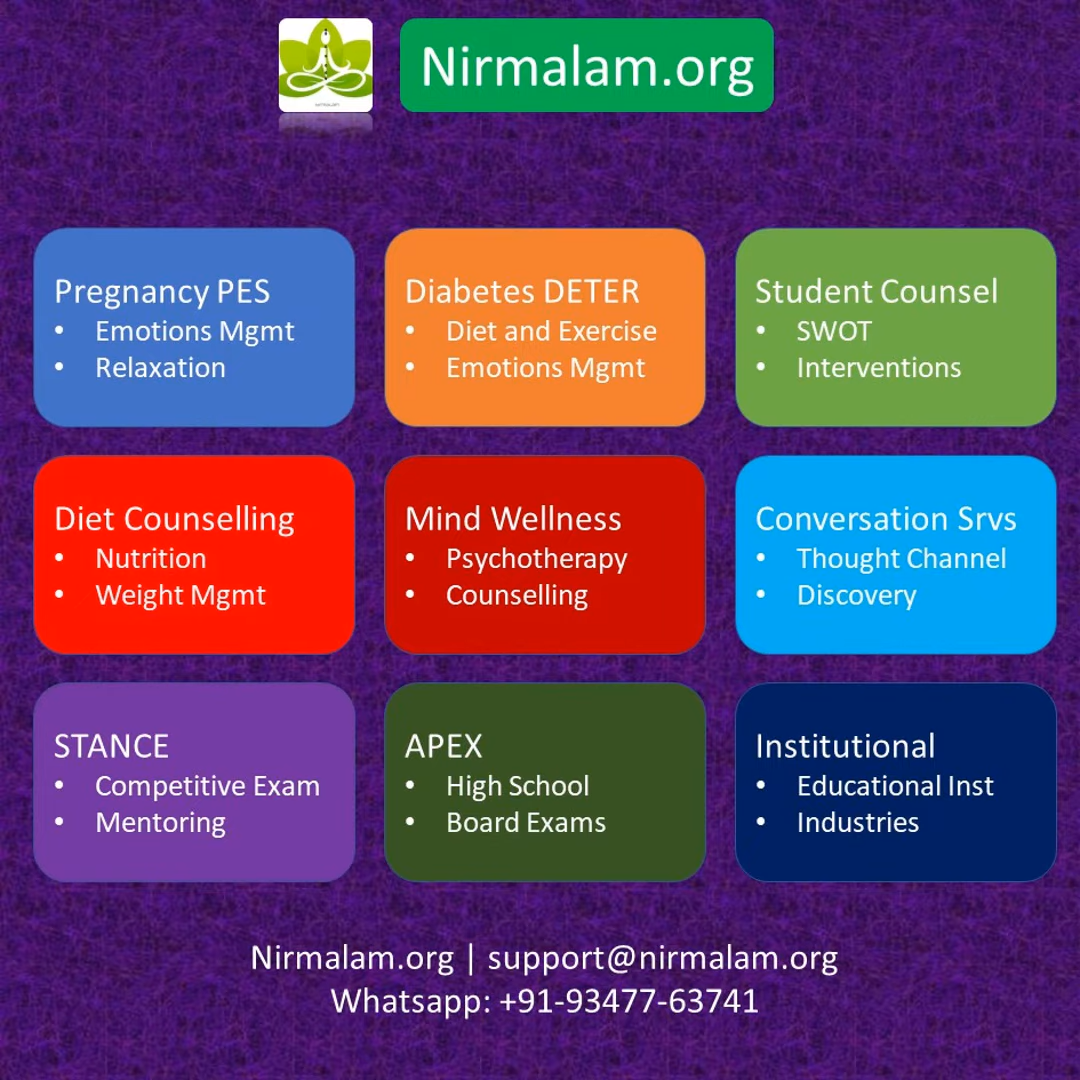 Nirmalam.org
Pregnancy PES
• Emotions Mgmt
• Relaxation
Diabetes DETER
• Diet and Exercise
• Emotions Mgmt
Student Counsel
• SWOT
• Interventions
Diet Counselling
• Nutrition
• Weight Mgmt
Mind Wellness
• Psychotherapy
• Counselling
Conversation Srvs
• Thought Channel
• Discovery
STANCE
• Competitive Exam
• Mentoring
APEX
• High School
• Board Exams
Institutional
• Educational Inst
• Industries
Nirmalam.org | support@nirmalam.org
Whatsapp: +91-93477-63741